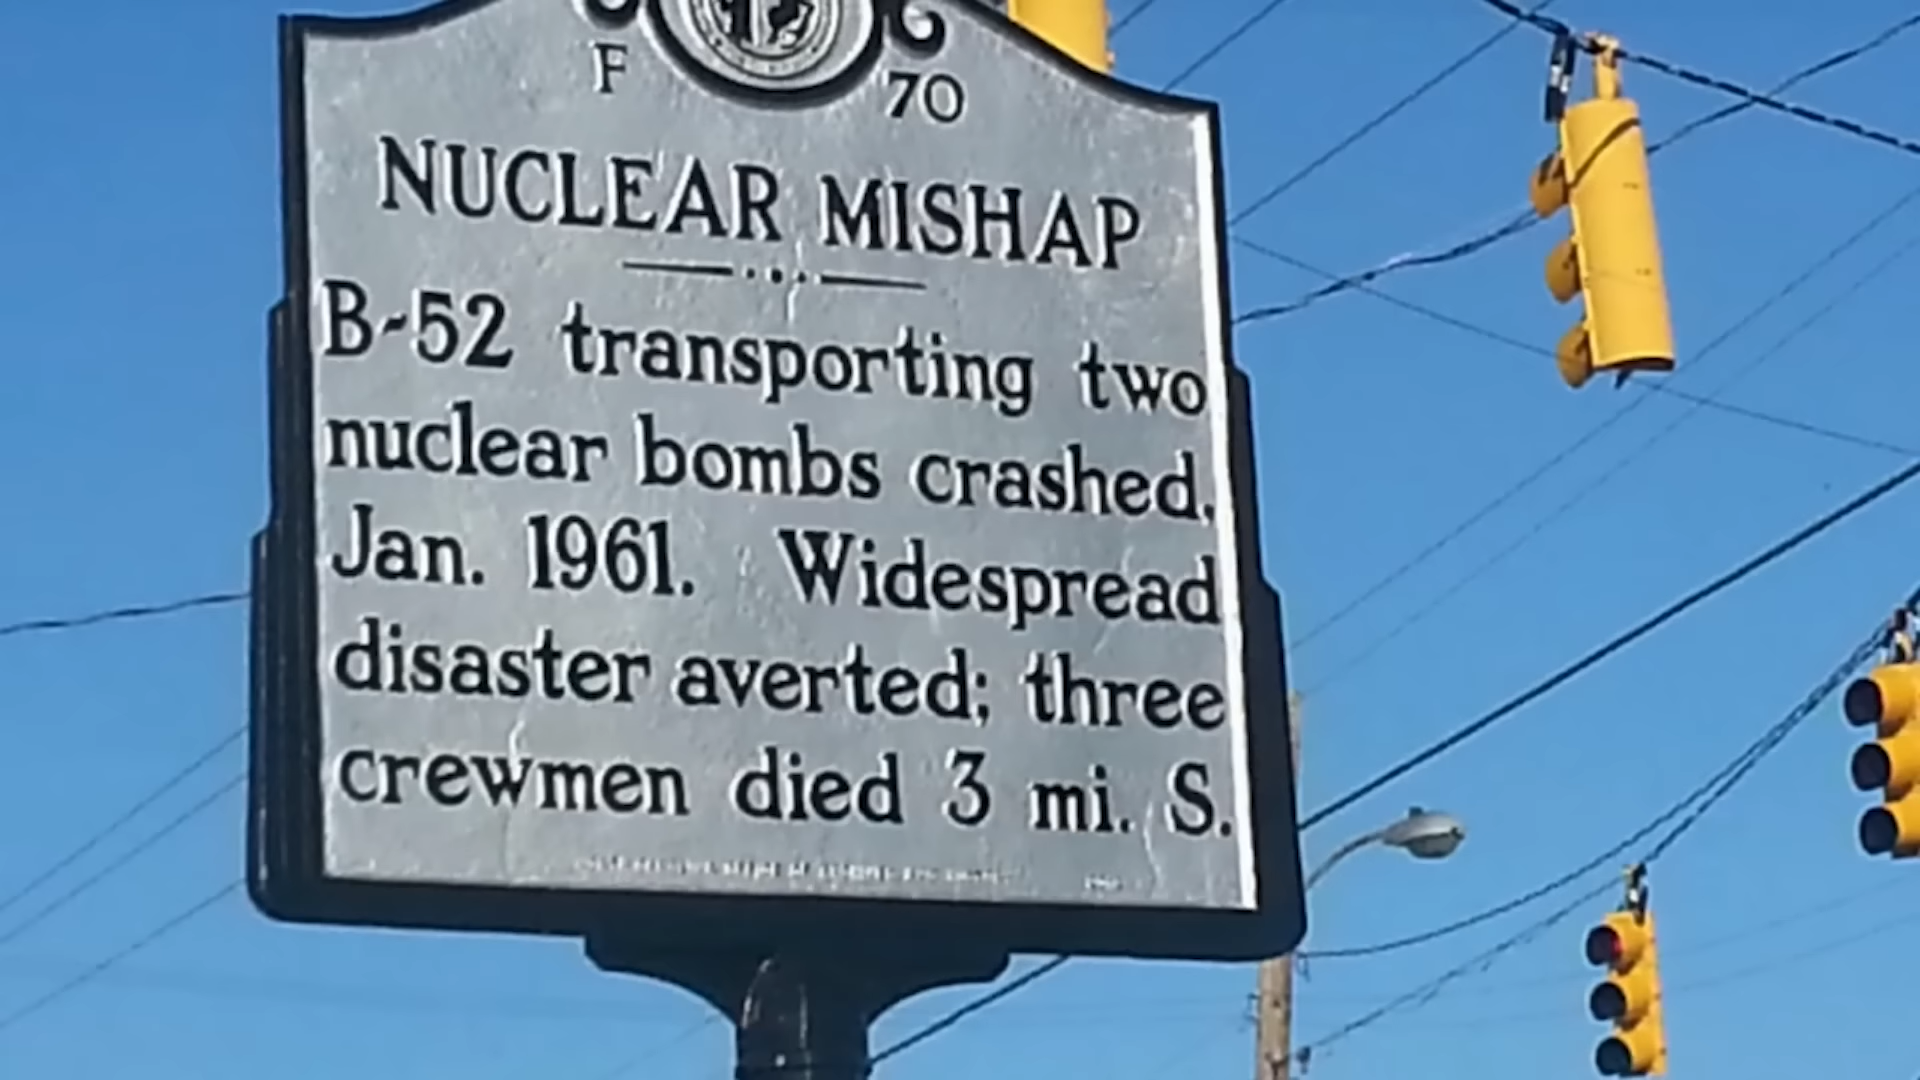 F 70
NUCLEAR MISHAP
B-52 transporting two
nuclear bombs crashed,
Jan. 1961. Widespread
disaster averted; three
crewmen died 3 mi. S.